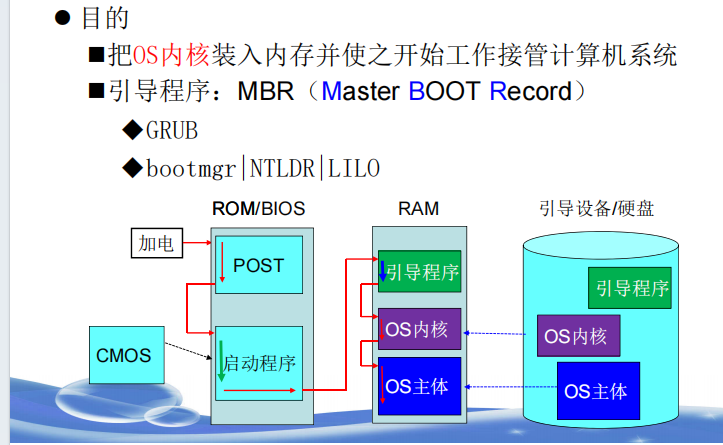 ● 目的
■把OS内核装入内存并使之开始工作接管计算机系统
■引导程序：MBR（Master BOOT Record）
◆GRUB
◆bootmgr|NTLDR|LILO
ROM/BIOS
RAM
引导设备/硬盘
加电
POST
引导程序
引导程序
OS内核
OS内核
CMOS
启动程序
OS主体
OS主体